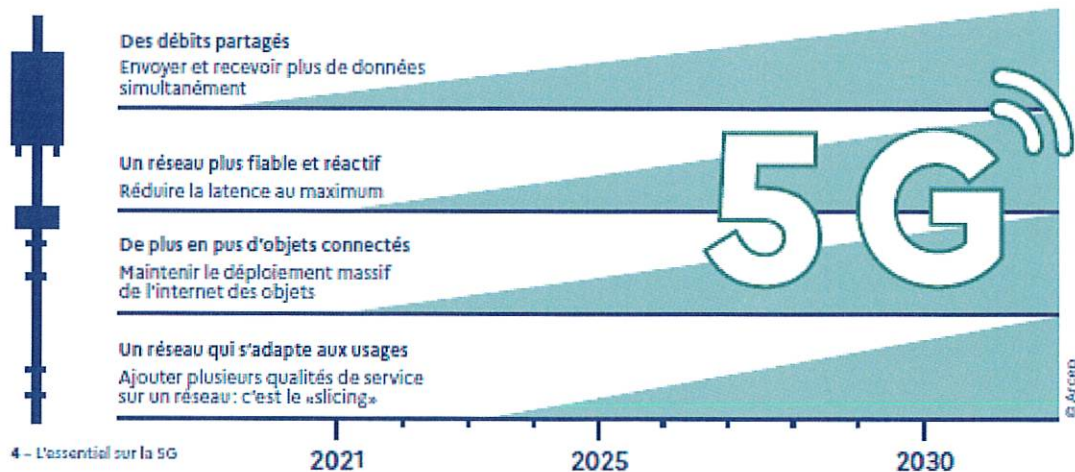 Des débits partagés
Envoyer et recevoir plus de données
simultanément
Un réseau plus fiable et réactif
Réduire la latence au maximum
De plus en pus d'objets connectés
Maintenir le déploiement massif
de l'internet des objets
Un réseau qui s'adapte aux usages
Ajouter plusieurs qualités de service
sur un réseau : c'est le «slicing»
5G
© Arcep
4 – L'essentiel sur la 5G
2021
2025
2030